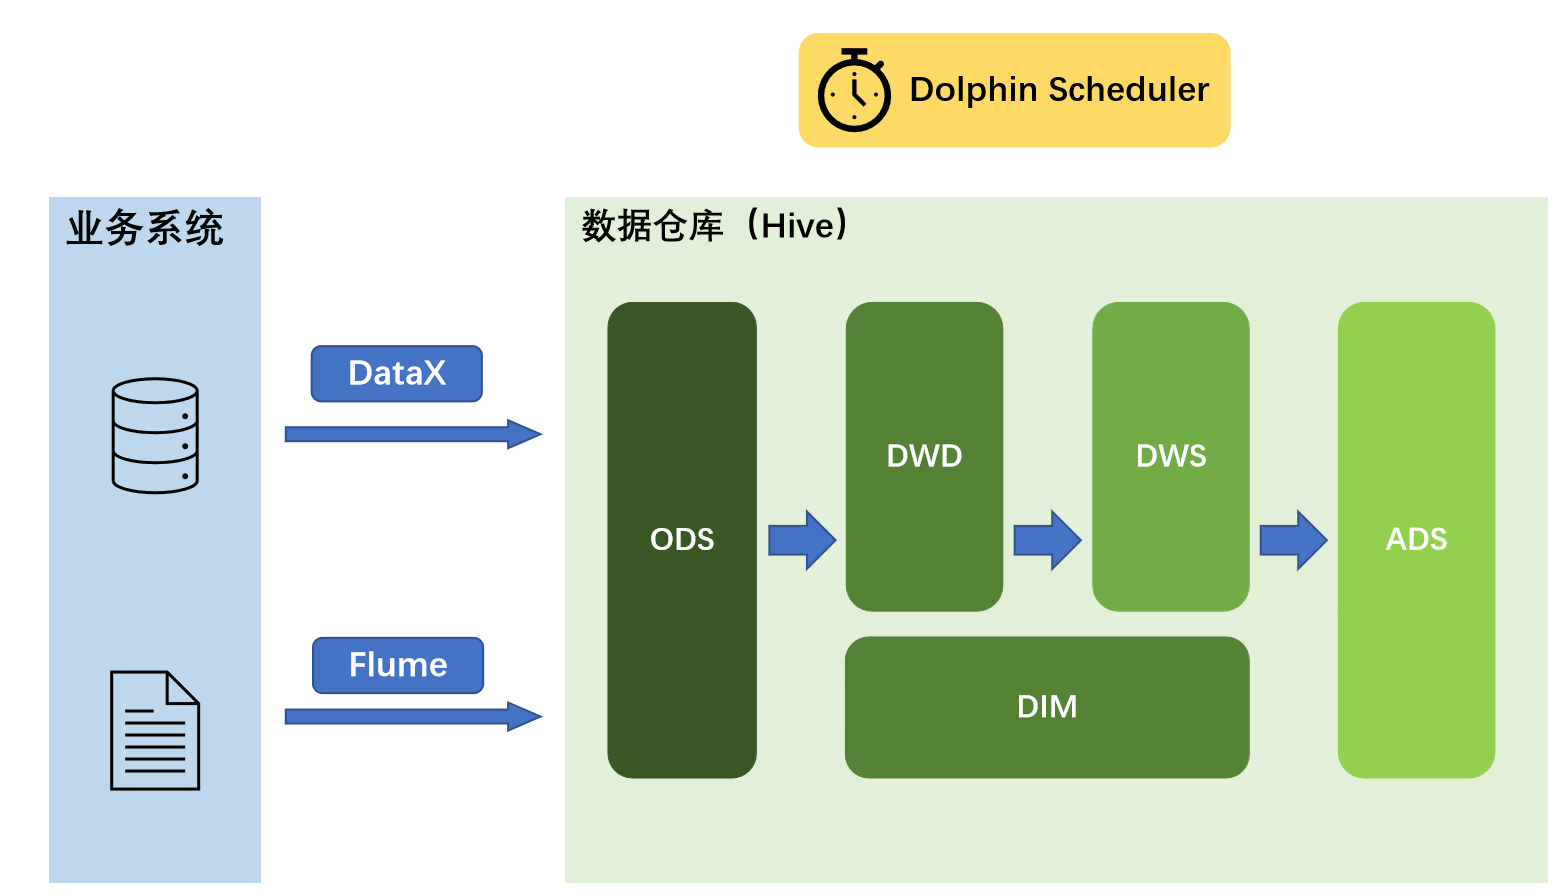 Dolphin Scheduler
业务系统
数据仓库（Hive）
DataX
DWD
DWS
ODS
ADS
Flume
DIM